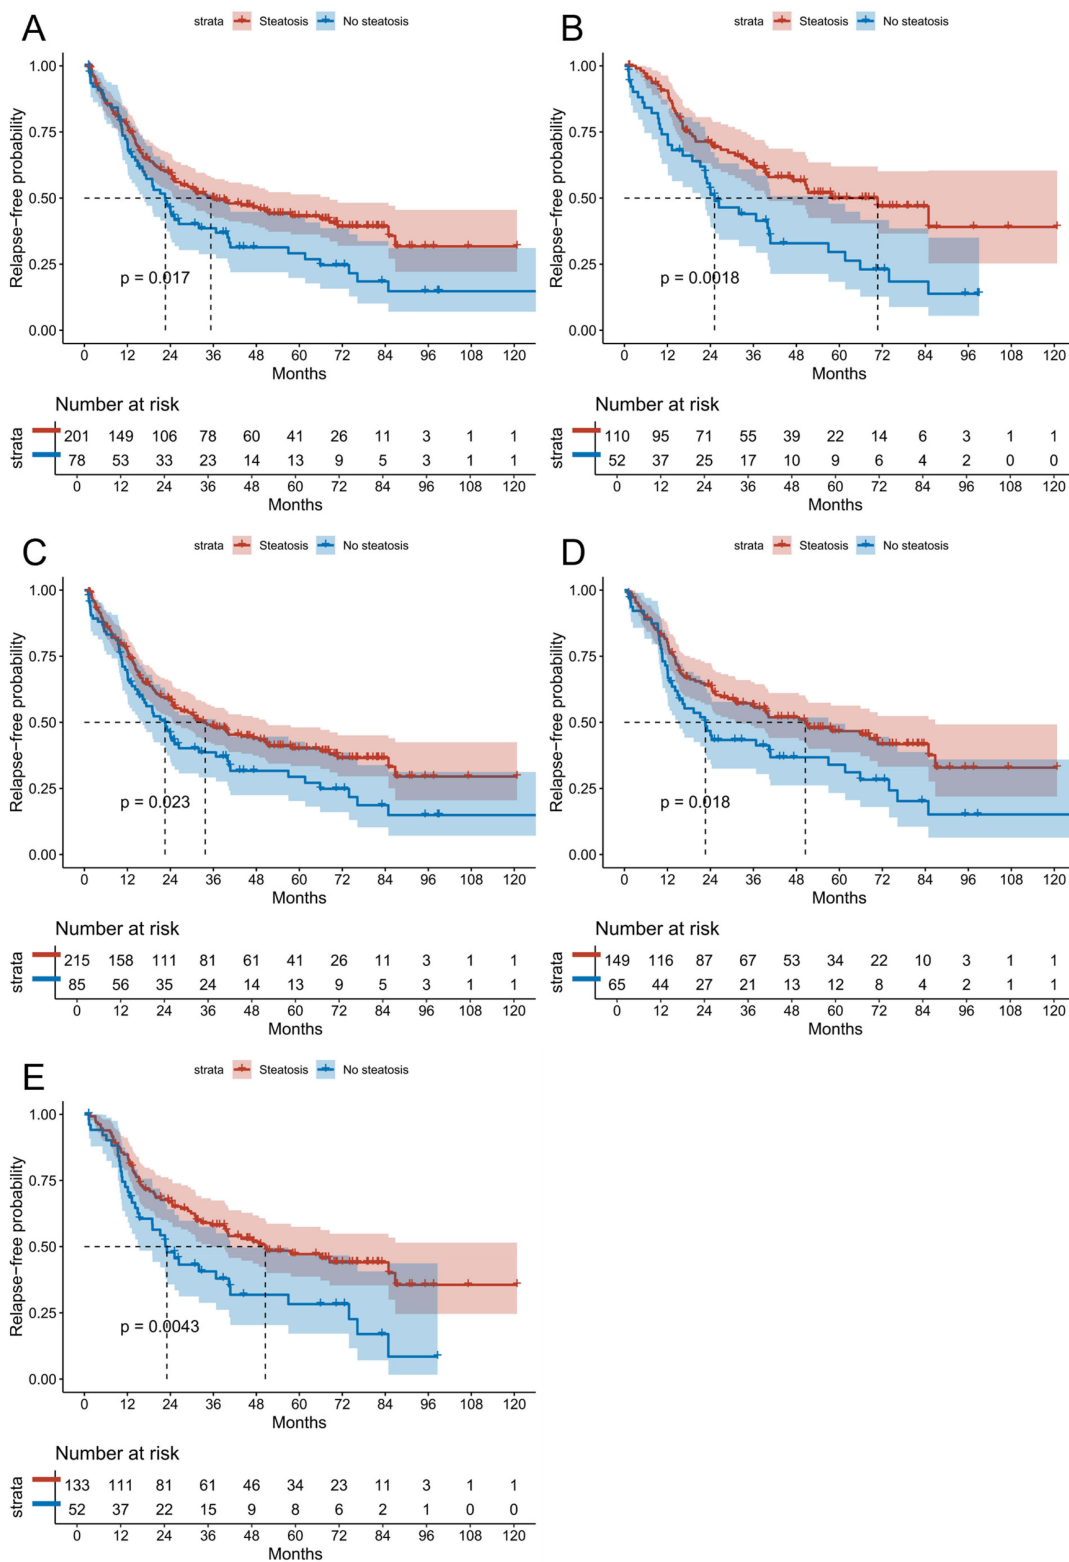 A
strata Steatosis No steatosis
Relapse-free probability
1.00
0.75
0.50
0.25
0.00
p = 0.017
0 12 24 36 48 60 72 84 96 108 120
Months
Number at risk
strata
201 149 106 78 60 41 26 11 3 1 1
78 53 33 23 14 13 9 5 3 1 1
0 12 24 36 48 60 72 84 96 108 120
Months
B
strata Steatosis No steatosis
Relapse-free probability
1.00
0.75
0.50
0.25
0.00
p = 0.0018
0 12 24 36 48 60 72 84 96 108 120
Months
Number at risk
strata
110 95 71 55 39 22 14 6 3 1 1
52 37 25 17 10 9 6 4 2 0 0
0 12 24 36 48 60 72 84 96 108 120
Months
C
strata Steatosis No steatosis
Relapse-free probability
1.00
0.75
0.50
0.25
0.00
p = 0.023
0 12 24 36 48 60 72 84 96 108 120
Months
Number at risk
strata
215 158 111 81 61 41 26 11 3 1 1
85 56 35 24 14 13 9 5 3 1 1
0 12 24 36 48 60 72 84 96 108 120
Months
D
strata Steatosis No steatosis
Relapse-free probability
1.00
0.75
0.50
0.25
0.00
p = 0.018
0 12 24 36 48 60 72 84 96 108 120
Months
Number at risk
strata
149 116 87 67 53 34 22 10 3 1 1
65 44 27 21 13 12 8 4 2 1 1
0 12 24 36 48 60 72 84 96 108 120
Months
E
strata Steatosis No steatosis
Relapse-free probability
1.00
0.75
0.50
0.25
0.00
p = 0.0043
0 12 24 36 48 60 72 84 96 108 120
Months
Number at risk
strata
133 111 81 61 46 34 23 11 3 1 1
52 37 22 15 9 8 6 2 1 0 0
0 12 24 36 48 60 72 84 96 108 120
Months